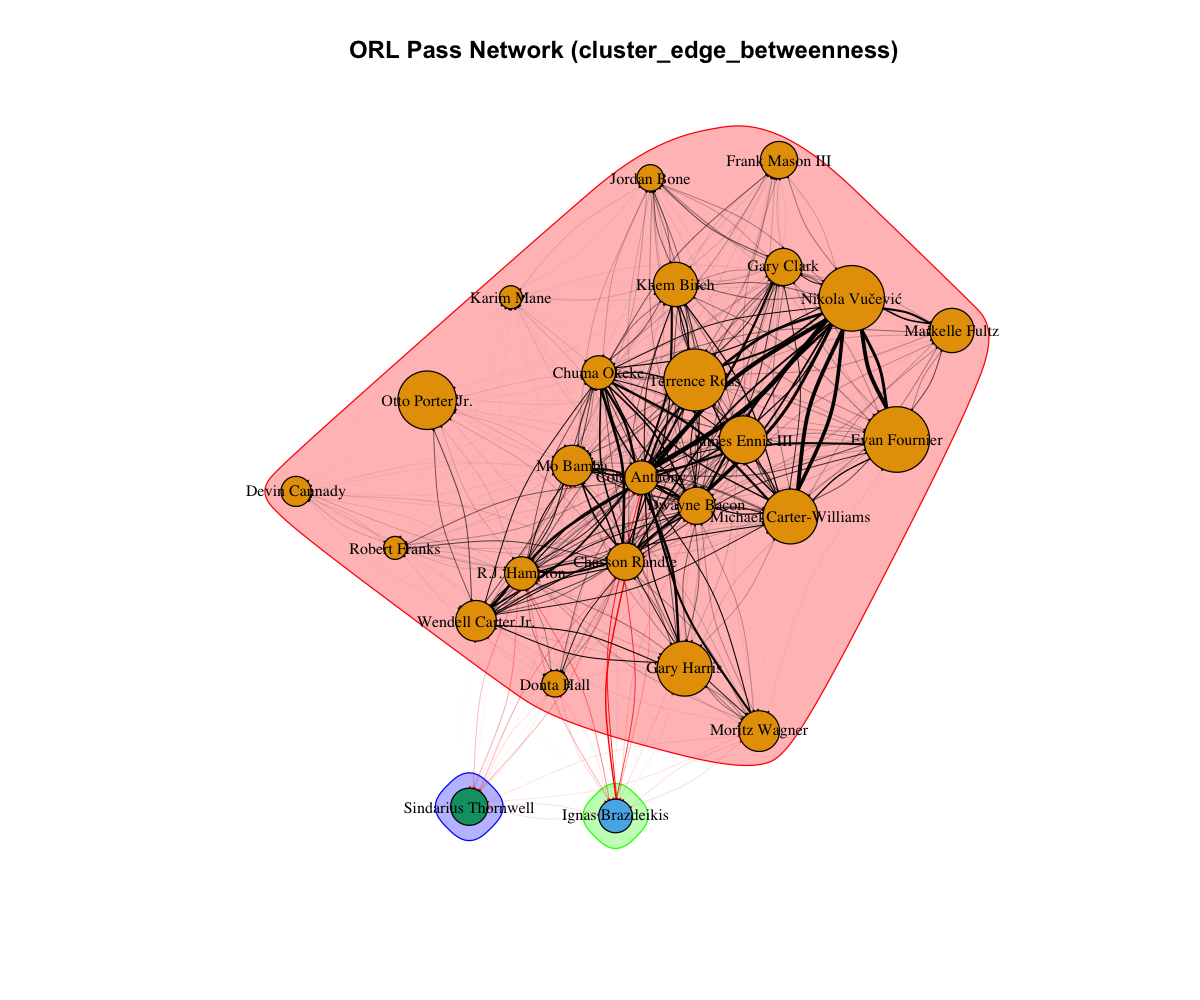 ORL Pass Network (cluster_edge_betweenness)
Frank Mason III
Jordan Bone
Gary Clark
Khem Birch
Karim Mane
Nikola Vučević
Markelle Fultz
Chuma Okeke
Terrence Ross
Otto Porter Jr.
James Ennis III
Evan Fournier
Mo Bamba
Cole Anthony
Devin Cannady
Dwayne Bacon
Michael Carter-Williams
Robert Franks
Chasson Randle
R.J. Hampton
Wendell Carter Jr.
Gary Harris
Donta Hall
Moritz Wagner
Sindarius Thornwell
Ignas Brazdeikis